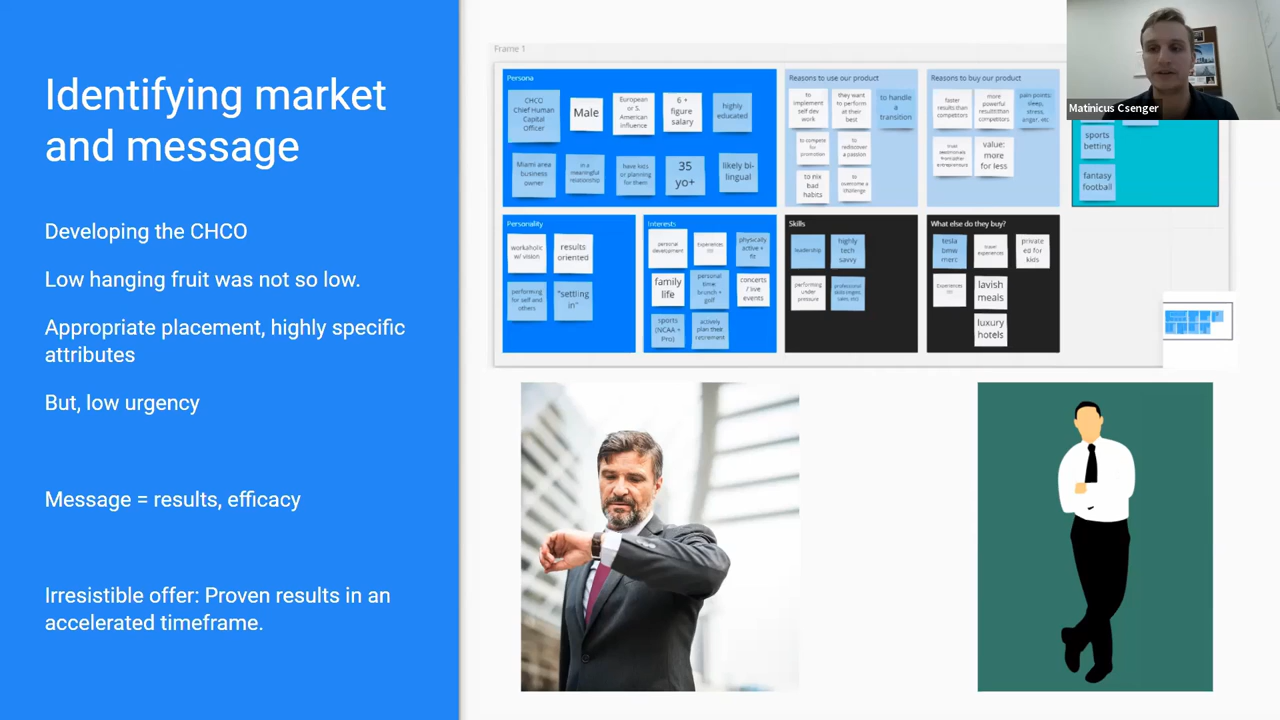 Identifying market
and message
Developing the CHCO
Low hanging fruit was not so low.
Appropriate placement, highly specific
attributes
But, low urgency
Message = results, efficacy
Irresistible offer: Proven results in an
accelerated timeframe.
Frame 1
Persona
CHCO
Chief Human
Capital
Officer
Male
European
or S.
American
influence
6 +
figure
salary
highly
educated
Miami area
business
owner
in a
meaningful
relationship
have kids
or planning
for them
35
yo+
likely bi-
lingual
Reasons to use our product
to
implement
self dev
work
they want
to perform
at their
best
to handle
a
transition
to compete
for
promotion
to
rediscover
a passion
to nix
bad
habits
to
overcome a
challenge
Reasons to buy our product
faster
results than
competitors
more
powerful
results than
competitors
pain points:
sleep,
stress,
anger, etc
value:
more
for less
sports
betting
fantasy
football
Personality
workaholic
w/ vision
results
oriented
performing
for self and
others
"settling
in"
Interests
personal
development
Experiences
physically
active +
fit
family
life
personal
time:
brunch +
golf
concerts
/ live
events
sports
(NCAA +
Pro)
actively
plan their
retirement
Skills
leadership
highly
tech
savvy
performing
under
pressure
What else do they buy?
tesla
bmw
merc
travel
experiences
private
ed for
kids
Experiences
lavish
meals
luxury
hotels
Matinicus Csenger